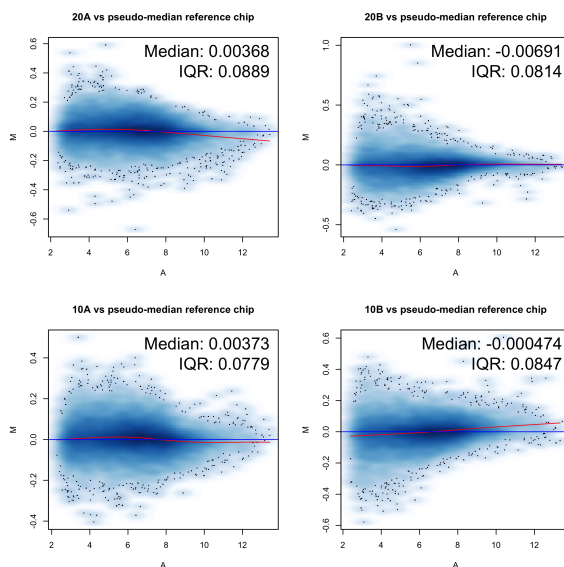 20A vs pseudo-median reference chip
Median: 0.00368
IQR: 0.0889
M
0.6
0.4
0.2
0.0
-0.2
-0.4
-0.6
2 4 6 8 10 12
A
20B vs pseudo-median reference chip
Median: -0.00691
IQR: 0.0814
M
1.0
0.5
0.0
-0.5
2 4 6 8 10 12
A
10A vs pseudo-median reference chip
Median: 0.00373
IQR: 0.0779
M
0.4
0.2
0.0
-0.2
-0.4
2 4 6 8 10 12
A
10B vs pseudo-median reference chip
Median: -0.000474
IQR: 0.0847
M
0.6
0.4
0.2
0.0
-0.2
-0.4
-0.6
2 4 6 8 10 12
A